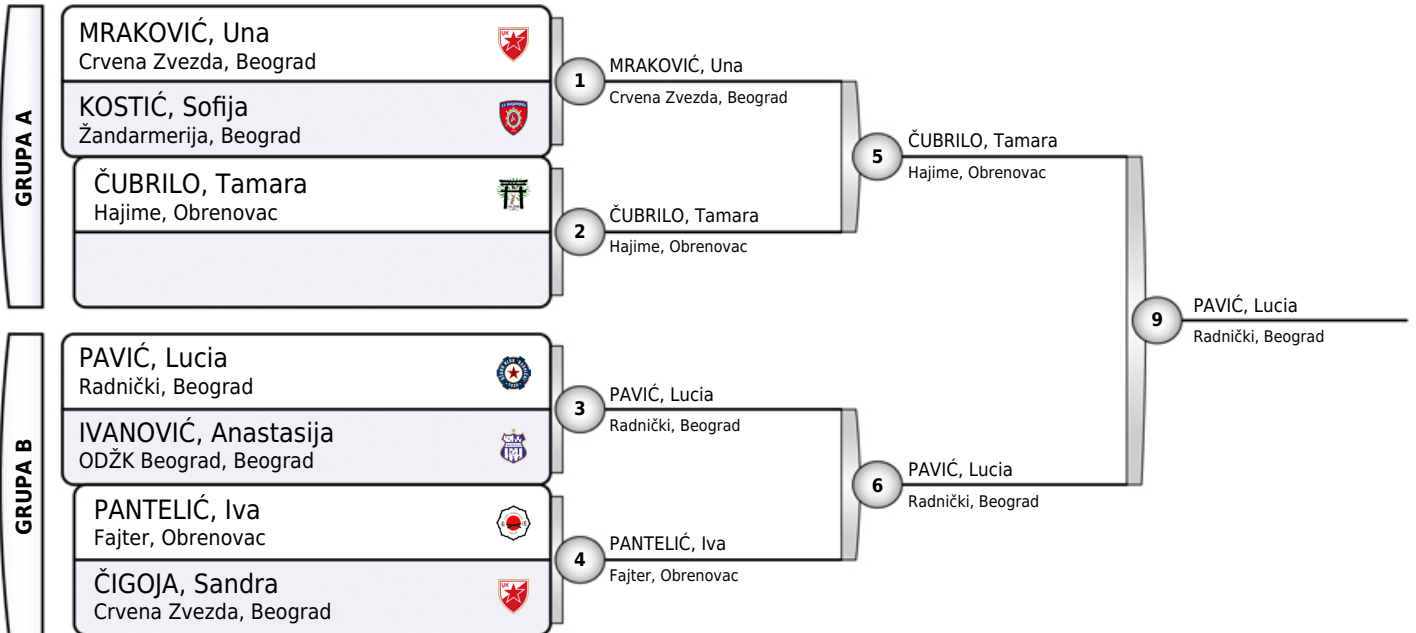 GRUPA A
MRAKOVIĆ, Una
Crvena Zvezda, Beograd
KOSTIĆ, Sofija
Žandarmerija, Beograd
ČUBRILO, Tamara
Hajime, Obrenovac
1
MRAKOVIĆ, Una
Crvena Zvezda, Beograd
2
ČUBRILO, Tamara
Hajime, Obrenovac
5
ČUBRILO, Tamara
Hajime, Obrenovac
GRUPA B
PAVIĆ, Lucia
Radnički, Beograd
IVANOVIĆ, Anastasija
ODŽK Beograd, Beograd
PANTELIĆ, Iva
Fajter, Obrenovac
ČIGOJA, Sandra
Crvena Zvezda, Beograd
3
PAVIĆ, Lucia
Radnički, Beograd
4
PANTELIĆ, Iva
Fajter, Obrenovac
6
PAVIĆ, Lucia
Radnički, Beograd
9
PAVIĆ, Lucia
Radnički, Beograd